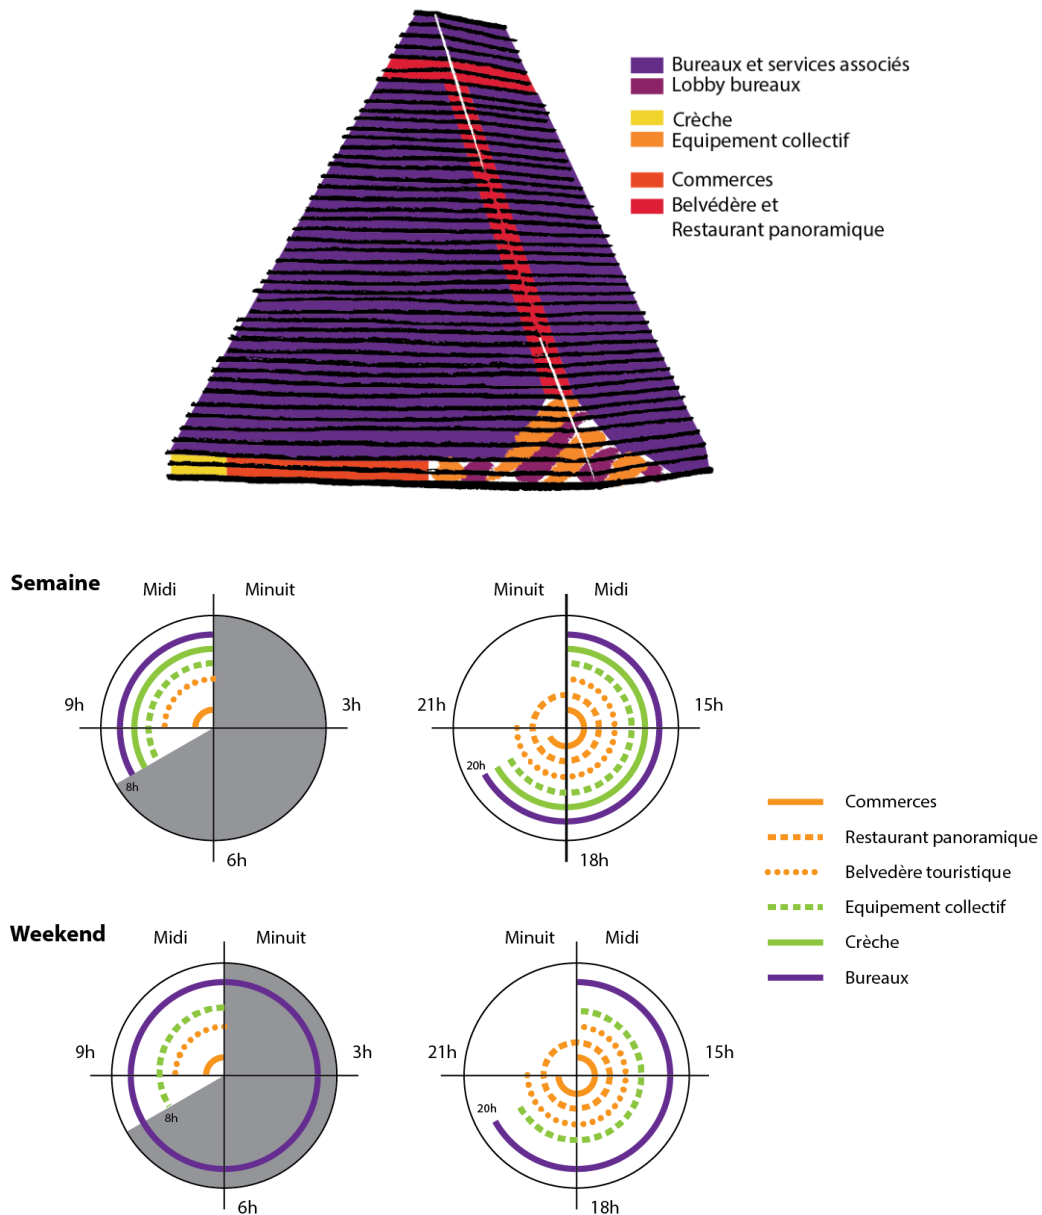 Bureaux et services associés
Lobby bureaux
Crèche
Equipement collectif
Commerces
Belvédère et
Restaurant panoramique
Semaine
Midi
Minuit
9h
3h
8h
6h
Minuit
Midi
21h
15h
20h
18h
Commerces
Restaurant panoramique
Belvedère touristique
Equipement collectif
Crèche
Bureaux
Weekend
Midi
Minuit
9h
3h
8h
6h
Minuit
Midi
21h
15h
20h
18h